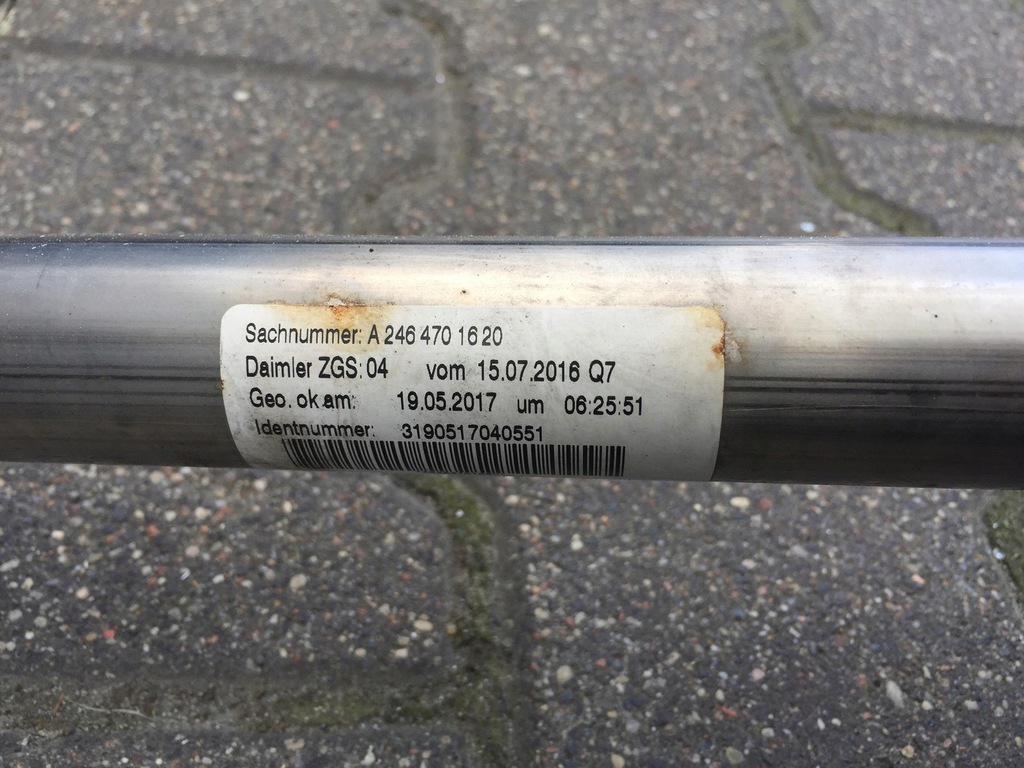 Sachnummer: A 246 470 16 20
Daimler ZGS: 04 vom 15.07.2016 Q7
Geo. ok am: 19.05.2017 um 06:25:51
Identnummer: 3190517040551